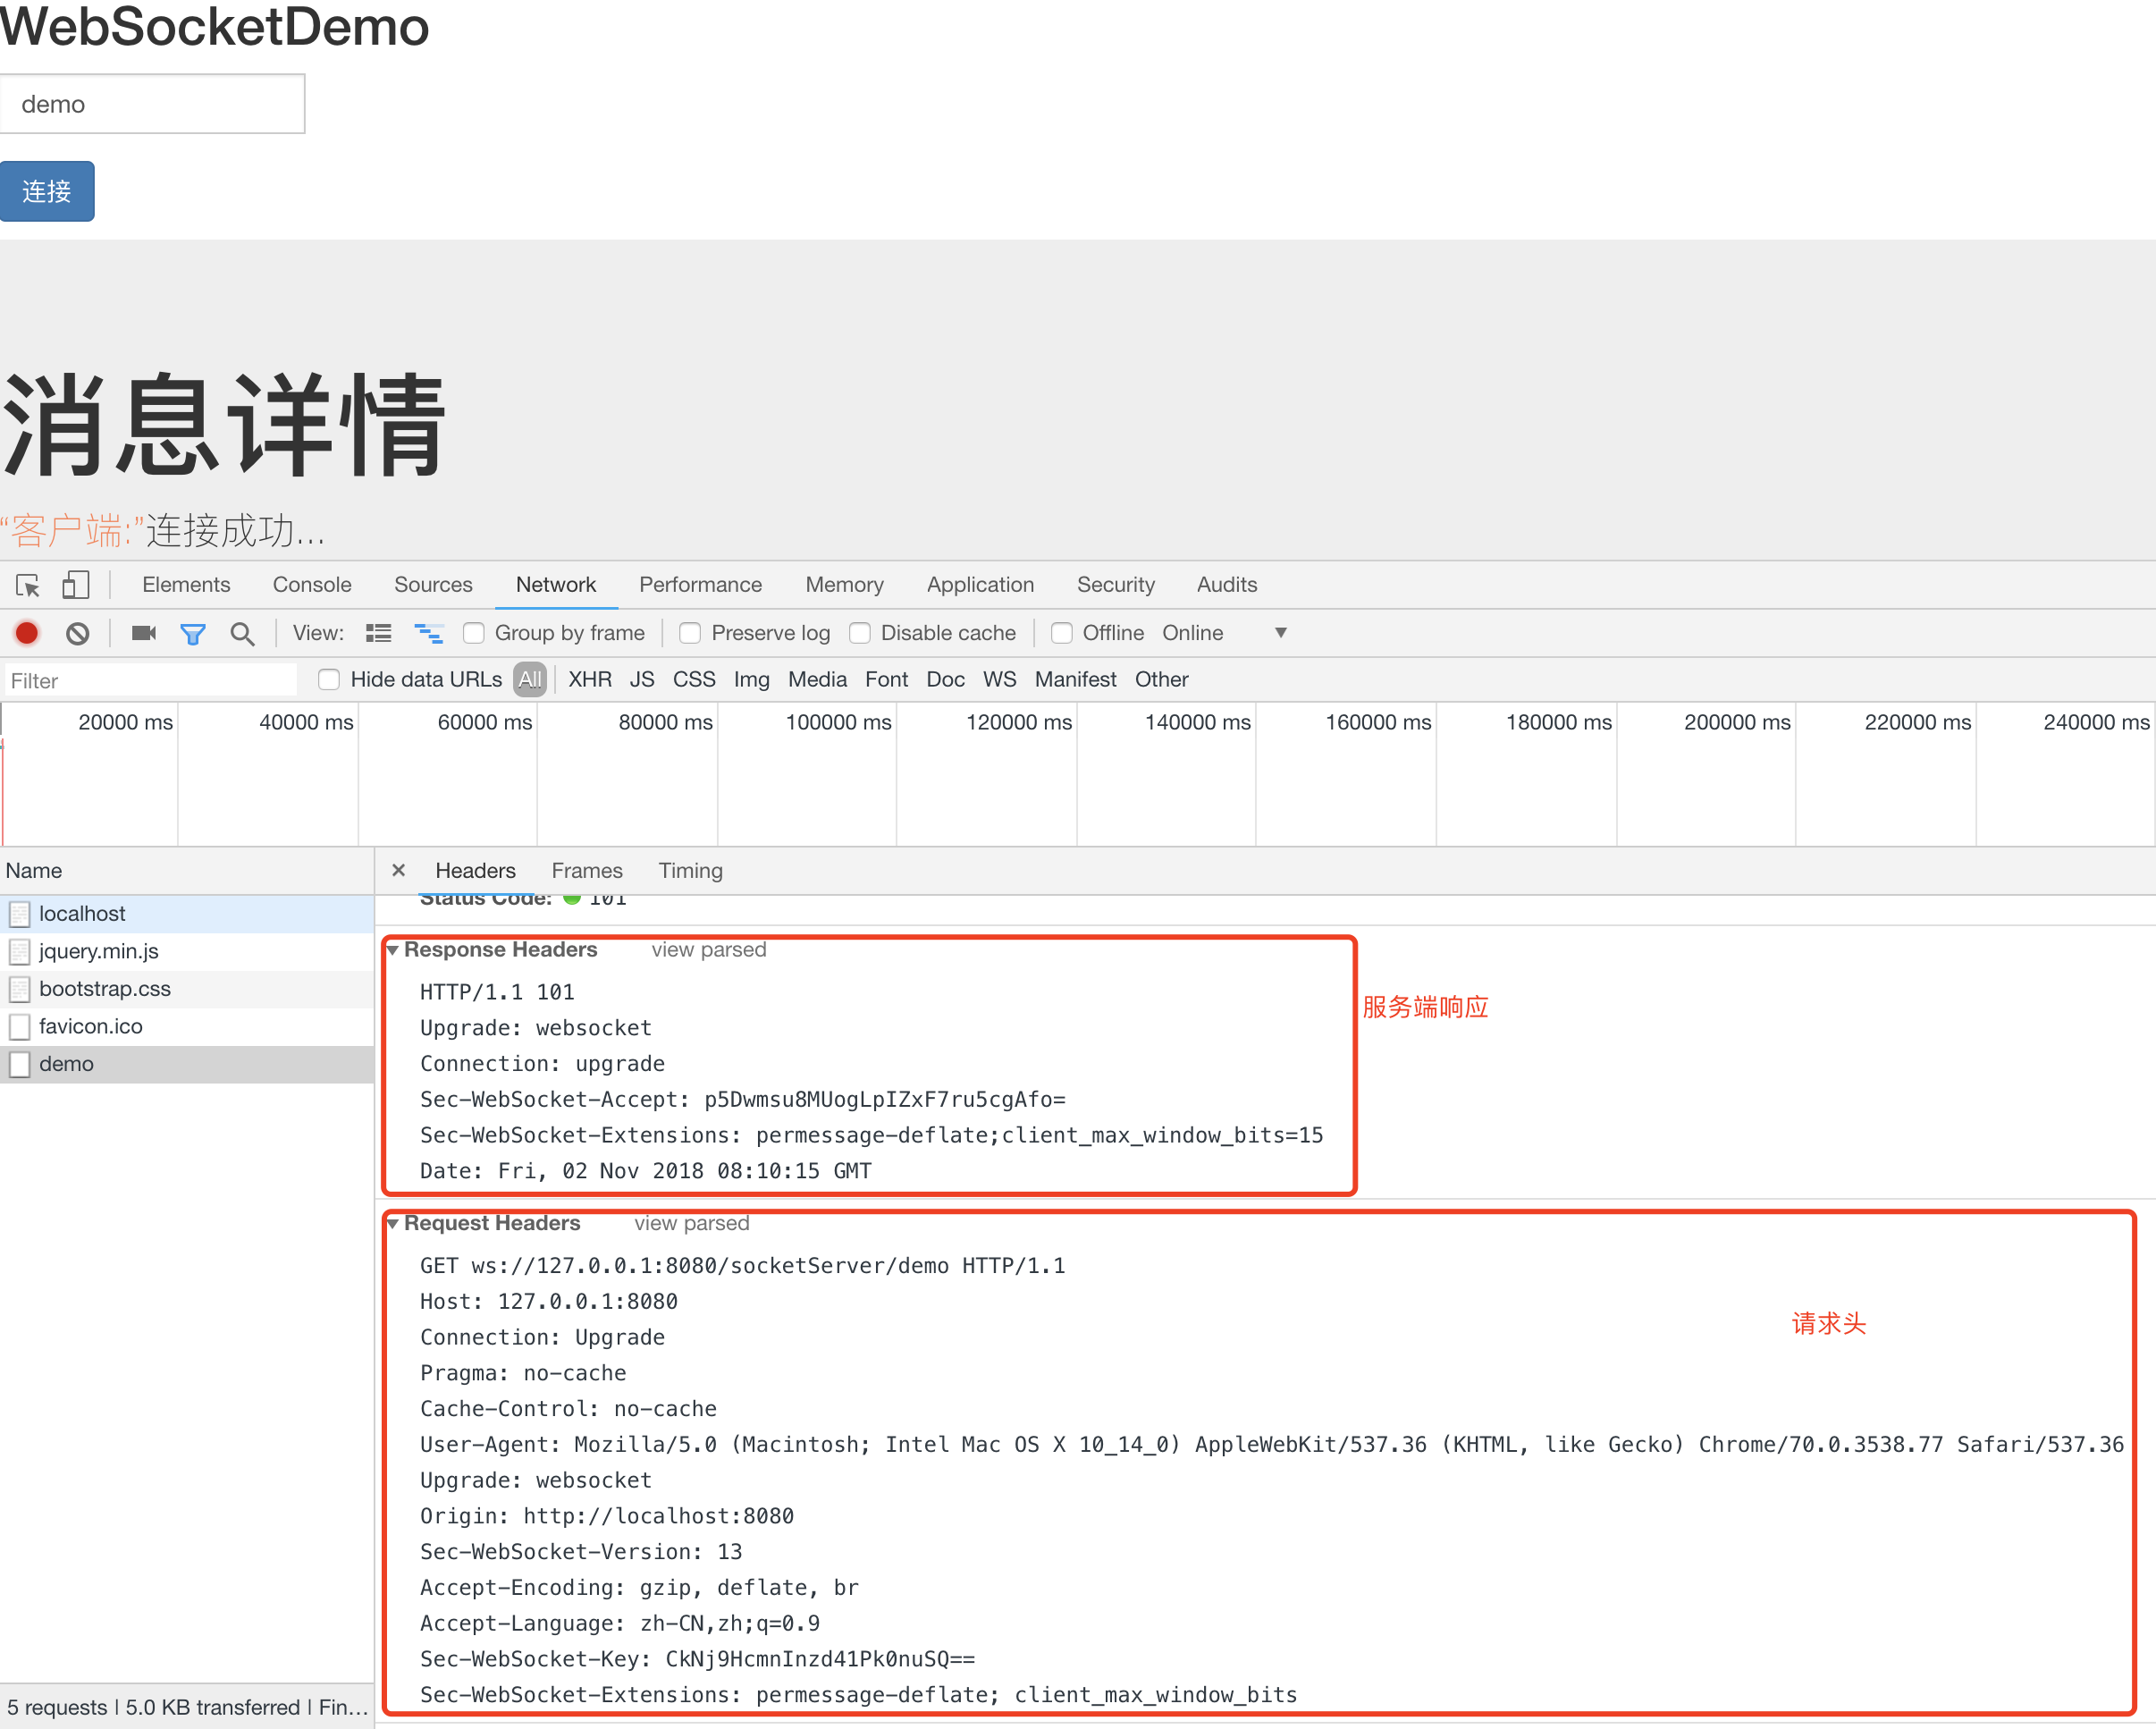 WebSocketDemo
demo
连接
消息详情
“客户端:”连接成功...
Elements Console Sources Network Performance Memory Application Security Audits
View: Group by frame Preserve log Disable cache Offline Online
Filter Hide data URLs All XHR JS CSS Img Media Font Doc WS Manifest Other
20000 ms 40000 ms 60000 ms 80000 ms 100000 ms 120000 ms 140000 ms 160000 ms 180000 ms 200000 ms 220000 ms 240000 ms
Name
localhost
jquery.min.js
bootstrap.css
favicon.ico
demo
5 requests | 5.0 KB transferred | Fin...
× Headers Frames Timing
Status Code: 101
Response Headers view parsed
HTTP/1.1 101
服务端响应
Upgrade: websocket
Connection: upgrade
Sec-WebSocket-Accept: p5Dwmsu8MUogLpIZxF7ru5cgAfo=
Sec-WebSocket-Extensions: permessage-deflate;client_max_window_bits=15
Date: Fri, 02 Nov 2018 08:10:15 GMT
Request Headers view parsed
GET ws://127.0.0.1:8080/socketServer/demo HTTP/1.1
Host: 127.0.0.1:8080
请求头
Connection: Upgrade
Pragma: no-cache
Cache-Control: no-cache
User-Agent: Mozilla/5.0 (Macintosh; Intel Mac OS X 10_14_0) AppleWebKit/537.36 (KHTML, like Gecko) Chrome/70.0.3538.77 Safari/537.36
Upgrade: websocket
Origin: http://localhost:8080
Sec-WebSocket-Version: 13
Accept-Encoding: gzip, deflate, br
Accept-Language: zh-CN,zh;q=0.9
Sec-WebSocket-Key: CkNj9HcmnInzd41Pk0nuSQ==
Sec-WebSocket-Extensions: permessage-deflate; client_max_window_bits